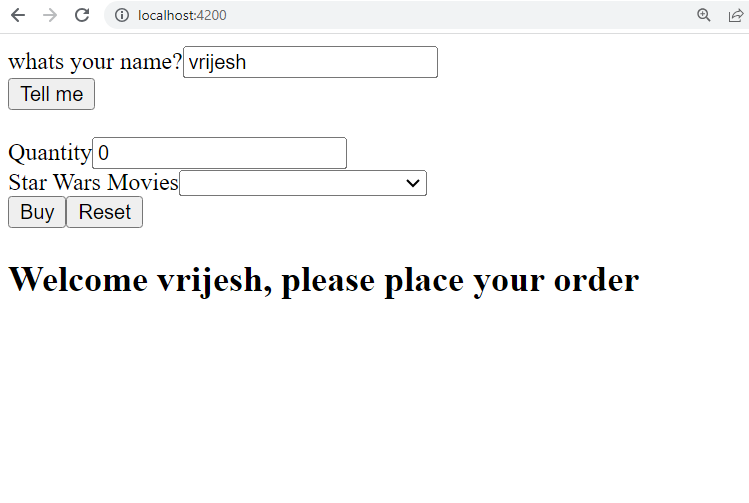 localhost:4200
whats your name? vrijesh
Tell me
Quantity 0
Star Wars Movies
Buy Reset
Welcome vrijesh, please place your order